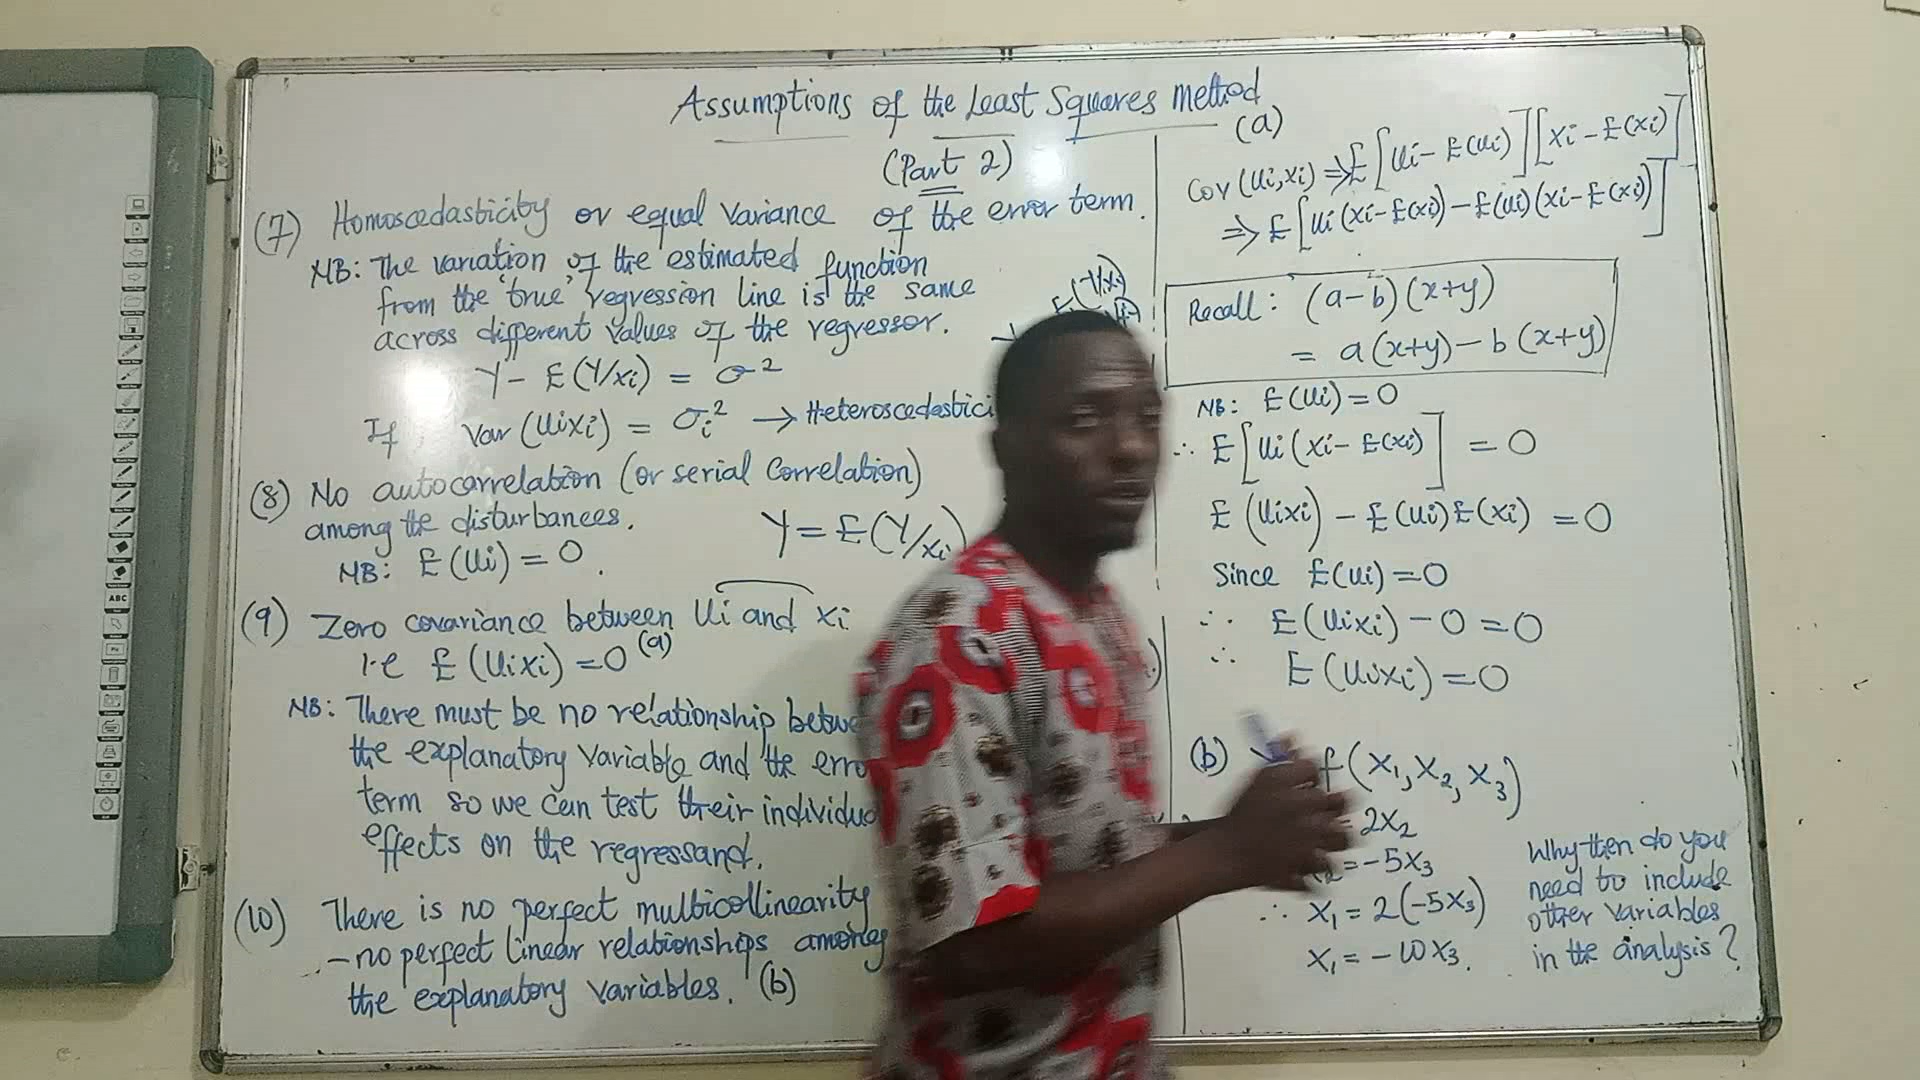 Assumptions of the Least Squares method
(Part 2)
(7) Homoscedasticity or equal variance of the error term.
NB: The variation of the estimated function
from the 'true' regression line is the same
across different values of the regressor.
Y - E(Y/xi) = σ²
If Var (Uixi) = σi² → Heteroscedastici
(8) No autocorrelation (or serial correlation)
among the disturbances.
Y = E(Y/xi)
NB: E(Ui) = 0.
(9) Zero covariance between Ui and xi
i.e E(Uixi) = 0 (a)
NB: There must be no relationship betwe
the explanatory variable and the erro
term so we can test their individu
effects on the regressand.
(10) There is no perfect multicollinearity
- no perfect linear relationships among
the explanatory variables. (b)
(a)
Cov (Ui, xi) ⇒ E[Ui - E(Ui)][xi - E(xi)]
⇒ E[Ui(xi - E(xi)) - E(Ui)(xi - E(xi))]
Recall: (a-b)(x+y)
= a(x+y) - b(x+y)
NB: E(Ui) = 0
∴ E[Ui(xi - E(xi)] = 0
E(Uixi) - E(Ui)E(xi) = 0
Since E(Ui) = 0
∴ E(Uixi) - 0 = 0
∴ E(Uixi) = 0
(b) f(X1, X2, X3)
= 2X2
= -5X3
∴ X1 = 2(-5X3)
X1 = -10X3.
Why then do you
need to include
other variables
in the analysis?
ABC